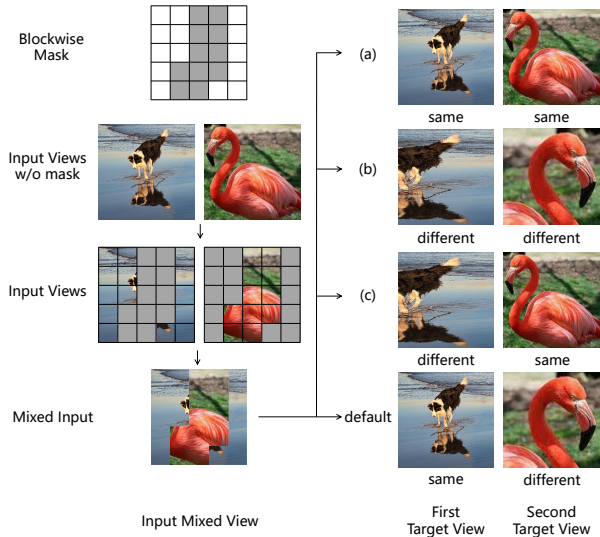 Blockwise
Mask
(a)
same
same
Input Views
w/o mask
(b)
different
different
Input Views
(c)
different
same
Mixed Input
default
same
different
Input Mixed View
First
Target View
Second
Target View